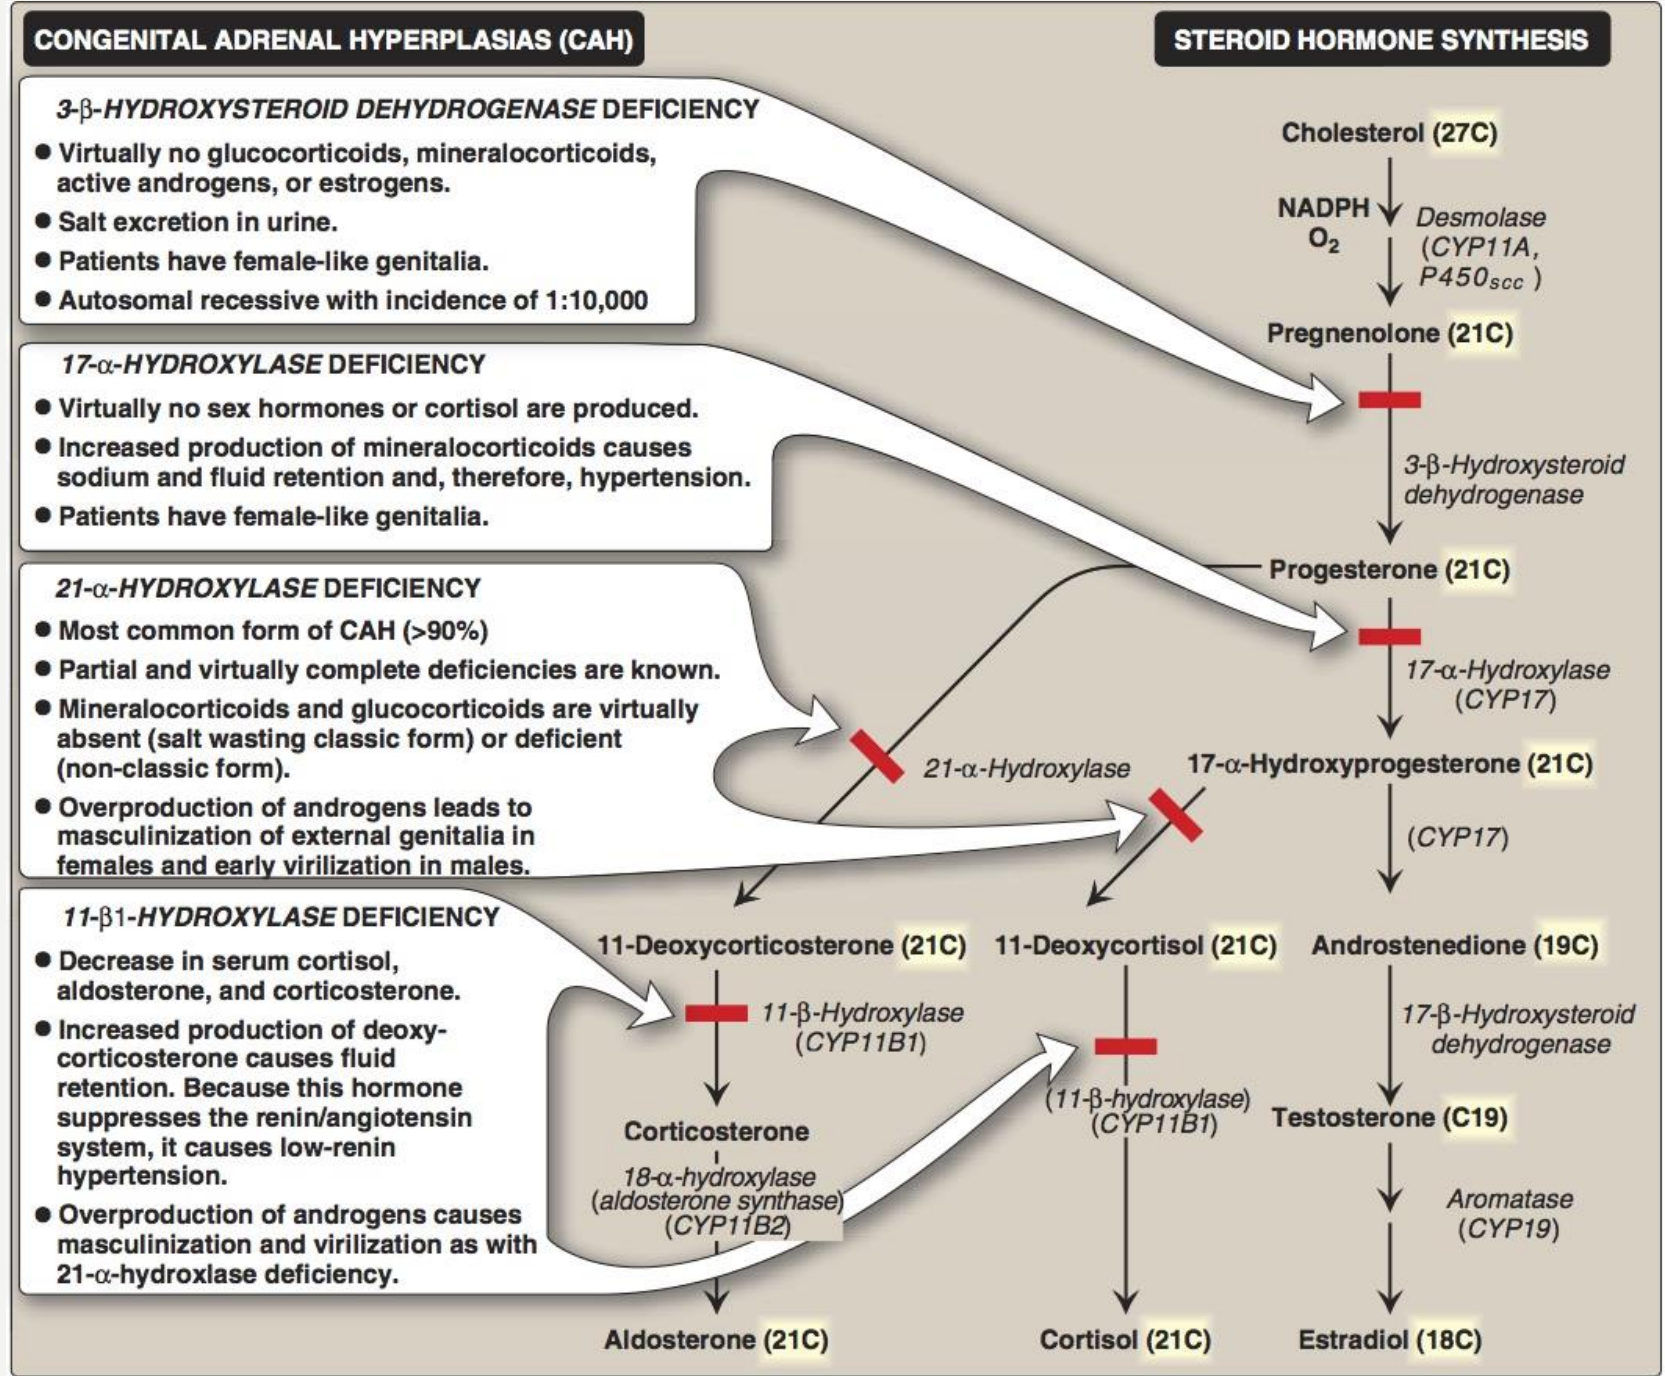 CONGENITAL ADRENAL HYPERPLASIAS (CAH)
3-β-HYDROXYSTEROID DEHYDROGENASE DEFICIENCY
● Virtually no glucocorticoids, mineralocorticoids,
active androgens, or estrogens.
● Salt excretion in urine.
● Patients have female-like genitalia.
● Autosomal recessive with incidence of 1:10,000
17-α-HYDROXYLASE DEFICIENCY
● Virtually no sex hormones or cortisol are produced.
● Increased production of mineralocorticoids causes
sodium and fluid retention and, therefore, hypertension.
● Patients have female-like genitalia.
21-α-HYDROXYLASE DEFICIENCY
● Most common form of CAH (>90%)
● Partial and virtually complete deficiencies are known.
● Mineralocorticoids and glucocorticoids are virtually
absent (salt wasting classic form) or deficient
(non-classic form).
● Overproduction of androgens leads to
masculinization of external genitalia in
females and early virilization in males.
11-β1-HYDROXYLASE DEFICIENCY
● Decrease in serum cortisol,
aldosterone, and corticosterone.
● Increased production of deoxy-
corticosterone causes fluid
retention. Because this hormone
suppresses the renin/angiotensin
system, it causes low-renin
hypertension.
● Overproduction of androgens causes
masculinization and virilization as with
21-α-hydroxlase deficiency.
STEROID HORMONE SYNTHESIS
Cholesterol (27C)
NADPH
O₂
Desmolase
(CYP11A,
P450scc )
Pregnenolone (21C)
3-β-Hydroxysteroid
dehydrogenase
Progesterone (21C)
17-α-Hydroxylase
(CYP17)
21-α-Hydroxylase
17-α-Hydroxyprogesterone (21C)
(CYP17)
11-Deoxycorticosterone (21C)
11-Deoxycortisol (21C)
Androstenedione (19C)
11-β-Hydroxylase
(CYP11B1)
(11-β-hydroxylase)
(CYP11B1)
17-β-Hydroxysteroid
dehydrogenase
Corticosterone
Testosterone (C19)
18-α-hydroxylase
(aldosterone synthase)
(CYP11B2)
Aromatase
(CYP19)
Aldosterone (21C)
Cortisol (21C)
Estradiol (18C)